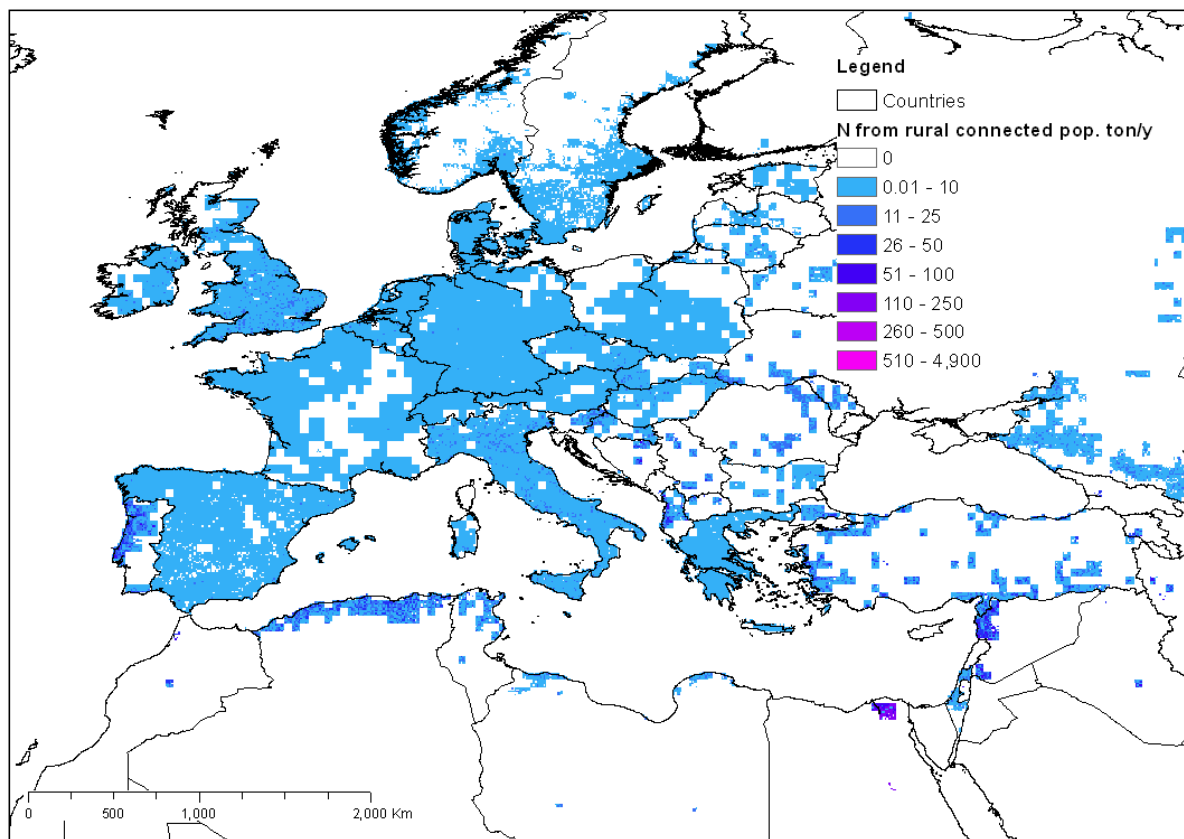 Legend
Countries
N from rural connected pop. ton/y
0
0.01 - 10
11 - 25
26 - 50
51 - 100
110 - 250
260 - 500
510 - 4,900
0 500 1,000 2,000 Km